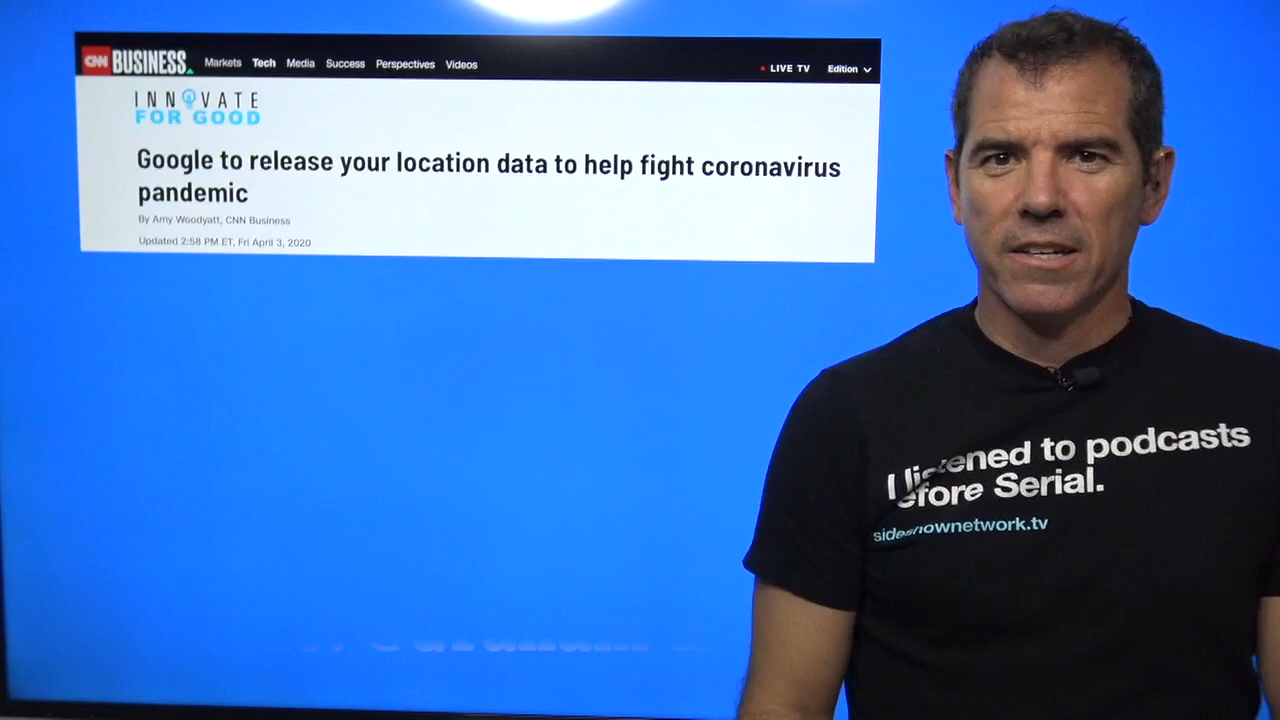 CNN BUSINESS Markets Tech Media Success Perspectives Videos LIVE TV Edition
INNOVATE
FOR GOOD
Google to release your location data to help fight coronavirus
pandemic
By Amy Woodyatt, CNN Business
Updated 2:58 PM ET, Fri April 3, 2020
I listened to podcasts
efore Serial.
sideshownetwork.tv